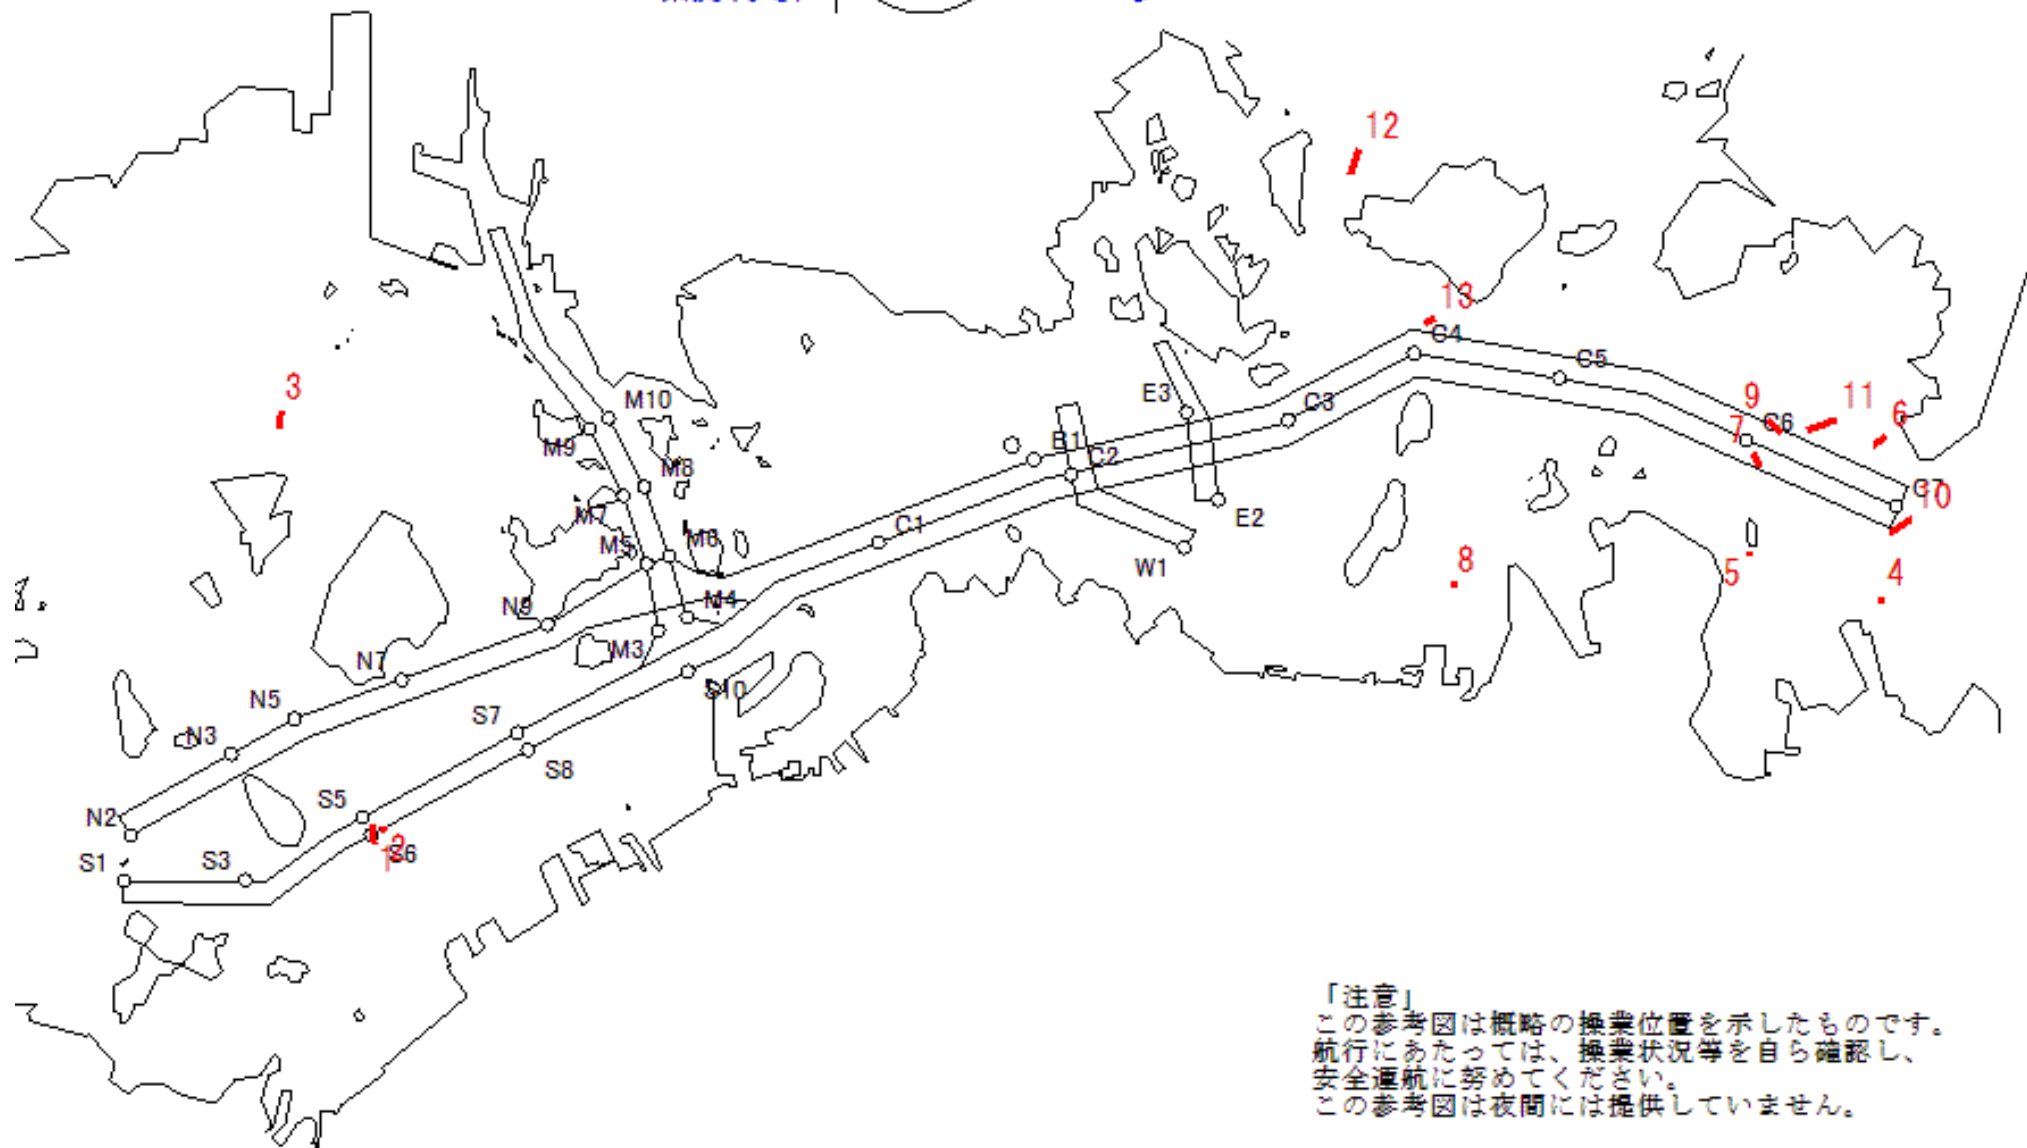 12
13
C4
C5
3
M10
E3
C3
9
11
6
C6
7
M9
B1
C2
M8
C7
10
M7
E2
C1
M5
M6
W1
8
5
4
N9
M4
M3
N7
S10
N5
S7
N3
S8
S5
N2
2
1
S6
S1
S3
「注意」
この参考図は概略の操業位置を示したものです。
航行にあたっては、操業状況等を自ら確認し、
安全運航に努めてください。
この参考図は夜間には提供していません。